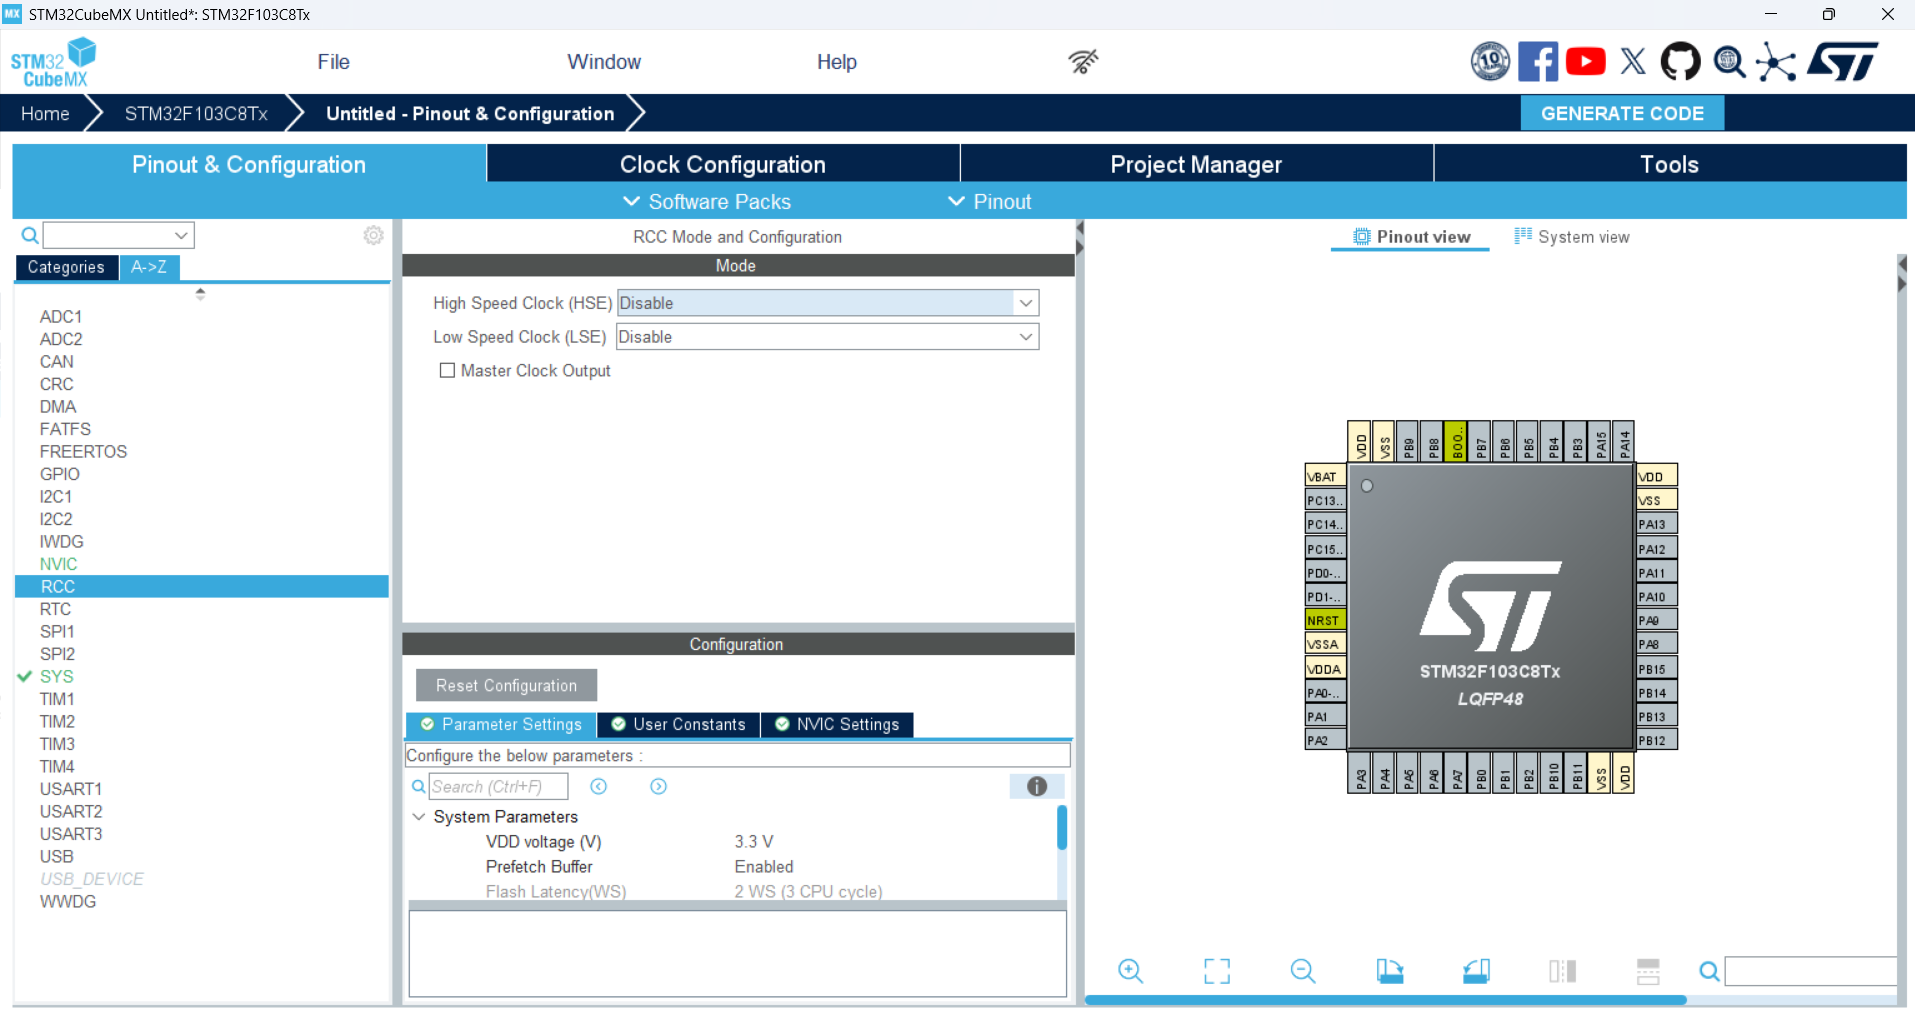 MX STM32CubeMX Untitled*: STM32F103C8Tx
STM32
CubeMX
File Window Help
10 YEARS
Home STM32F103C8Tx Untitled - Pinout & Configuration GENERATE CODE
Pinout & Configuration Clock Configuration Project Manager Tools
Software Packs Pinout
RCC Mode and Configuration
Pinout view System view
Categories A->Z
Mode
High Speed Clock (HSE) Disable
Low Speed Clock (LSE) Disable
Master Clock Output
ADC1
ADC2
CAN
CRC
DMA
FATFS
FREERTOS
GPIO
I2C1
I2C2
IWDG
NVIC
RCC
RTC
SPI1
SPI2
SYS
TIM1
TIM2
TIM3
TIM4
USART1
USART2
USART3
USB
USB_DEVICE
WWDG
Configuration
Reset Configuration
Parameter Settings User Constants NVIC Settings
Configure the below parameters :
Search (Ctrl+F)
System Parameters
VDD voltage (V) 3.3 V
Prefetch Buffer Enabled
Flash Latency(WS) 2 WS (3 CPU cycle)
VDD VSS PB9 PB8 BOO.. PB7 PB6 PB5 PB4 PB3 PA15 PA14
VBAT VDD
PC13.. VSS
PC14.. PA13
PC15.. PA12
PD0-.. PA11
PD1-.. PA10
NRST PA9
VSSA PA8
VDDA PB15
PA0-.. PB14
PA1 PB13
PA2 PB12
ST
STM32F103C8Tx
LQFP48
PA3 PA4 PA5 PA6 PA7 PB0 PB1 PB2 PB10 PB11 VSS VDD